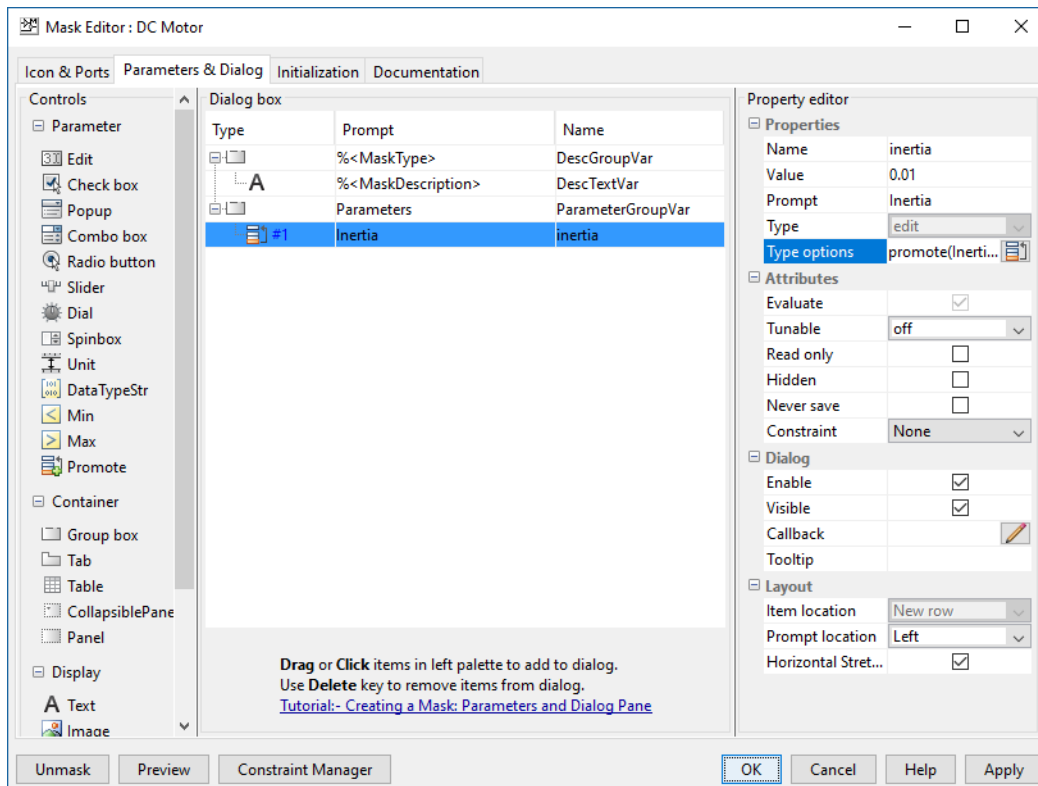 Mask Editor : DC Motor
Icon & Ports Parameters & Dialog Initialization Documentation
Controls
Parameter
Edit
Check box
Popup
Combo box
Radio button
Slider
Dial
Spinbox
Unit
DataTypeStr
Min
Max
Promote
Container
Group box
Tab
Table
CollapsiblePane
Panel
Display
Text
Image
Dialog box
Type Prompt Name
%<MaskType> DescGroupVar
A %<MaskDescription> DescTextVar
Parameters ParameterGroupVar
#1 Inertia inertia
Drag or Click items in left palette to add to dialog.
Use Delete key to remove items from dialog.
Tutorial:- Creating a Mask: Parameters and Dialog Pane
Property editor
Properties
Name inertia
Value 0.01
Prompt Inertia
Type edit
Type options promote(Inerti...
Attributes
Evaluate
Tunable off
Read only
Hidden
Never save
Constraint None
Dialog
Enable
Visible
Callback
Tooltip
Layout
Item location New row
Prompt location Left
Horizontal Stret...
Unmask Preview Constraint Manager OK Cancel Help Apply